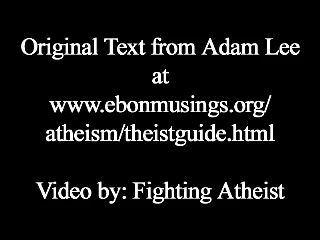 Original Text from Adam Lee
at
www.ebonmusings.org/
atheism/theistguide.html
Video by: Fighting Atheist